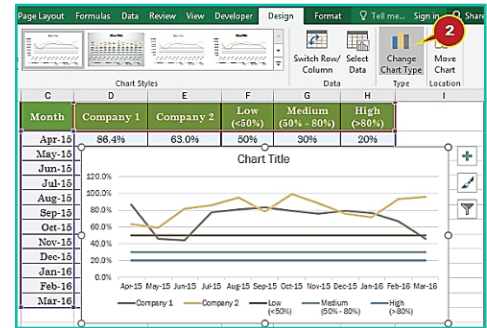 Page Layout Formulas Data Review View Developer Design Format Tell me... Sign in Share
2
Switch Row/ Column
Select Data
Change Chart Type
Move Chart
Chart Styles Data Type Location
C D E F G H I
Month Company 1 Company 2 Low (<50%) Medium (50% - 80%) High (>80%)
Apr-15 86.4% 63.0% 50% 30% 20%
May-15
Jun-15
Jul-15
Aug-15
Sep-15
Oct-15
Nov-15
Dec-15
Jan-16
Feb-16
Mar-16
Chart Title
120.0%
100.0%
80.0%
60.0%
40.0%
20.0%
0.0%
Apr-15 May-15 Jun-15 Jul-15 Aug-15 Sep-15 Oct-15 Nov-15 Dec-15 Jan-16 Feb-16 Mar-16
Company 1 Company 2 Low (<50%) Medium (50% - 80%) High (>80%)